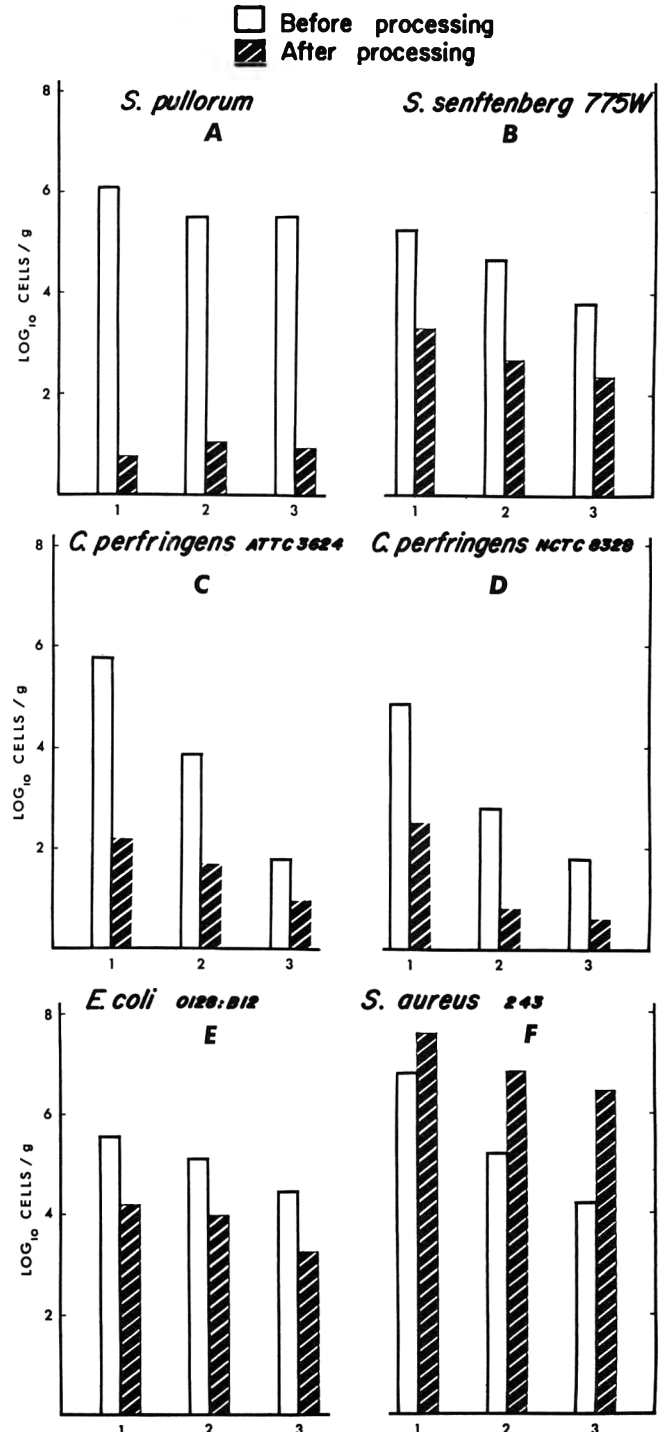 Before processing
After processing
S. pullorum
A
S. senftenberg 775W
B
8
6
4
2
LOG10 CELLS / g
1 2 3
1 2 3
C. perfringens ATTC 3624
C
C. perfringens NCTC 8328
D
8
6
4
2
LOG10 CELLS / g
1 2 3
1 2 3
E. coli 0128:B12
E
S. aureus 243
F
8
6
4
2
LOG10 CELLS / g
1 2 3
1 2 3